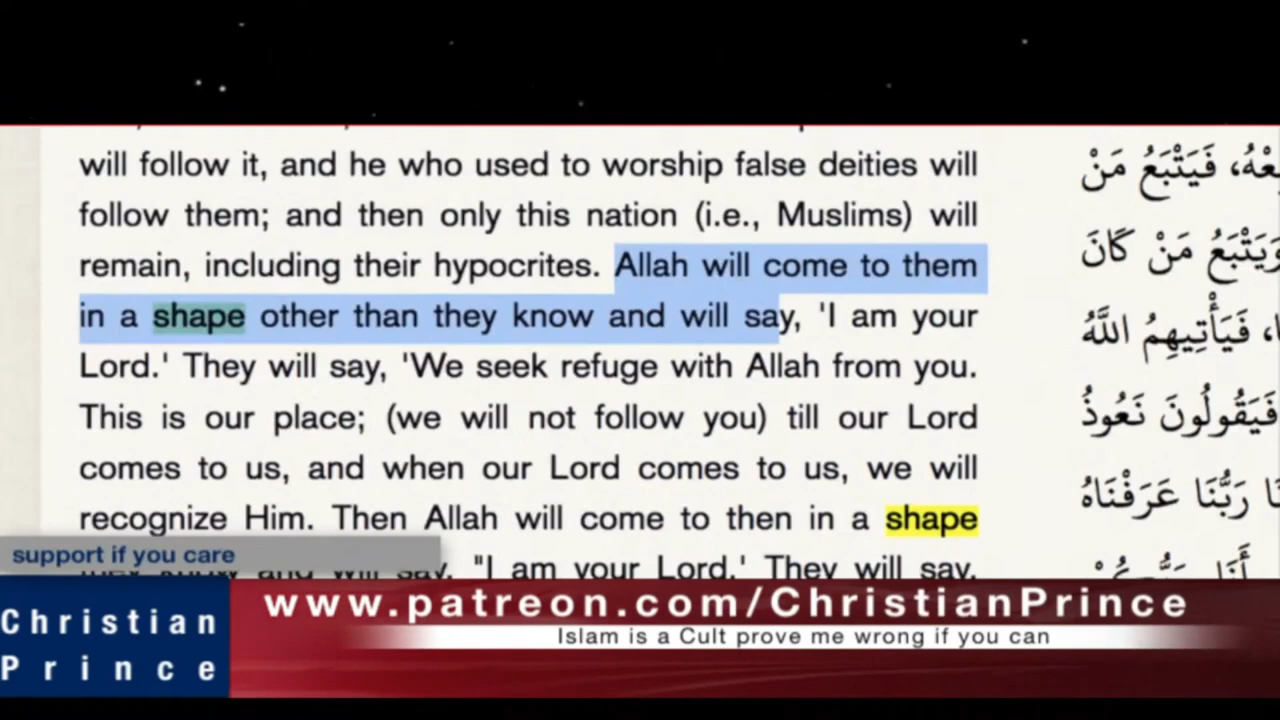 will follow it, and he who used to worship false deities will
follow them; and then only this nation (i.e., Muslims) will
remain, including their hypocrites. Allah will come to them
in a shape other than they know and will say, 'I am your
Lord.' They will say, 'We seek refuge with Allah from you.
This is our place; (we will not follow you) till our Lord
comes to us, and when our Lord comes to us, we will
recognize Him. Then Allah will come to then in a shape
they know and will say, "I am your Lord.' They will say,
فَيَتْبَعُ مَنْ
وَيَتْبَعُ مَنْ كَانَ
فَيَأْتِيهِمُ اللَّهُ
فَيَقُولُونَ نَعُوذُ
رَبُّنَا عَرَفْنَاهُ
support if you care
Christian
Prince
www.patreon.com/ChristianPrince
Islam is a Cult prove me wrong if you can